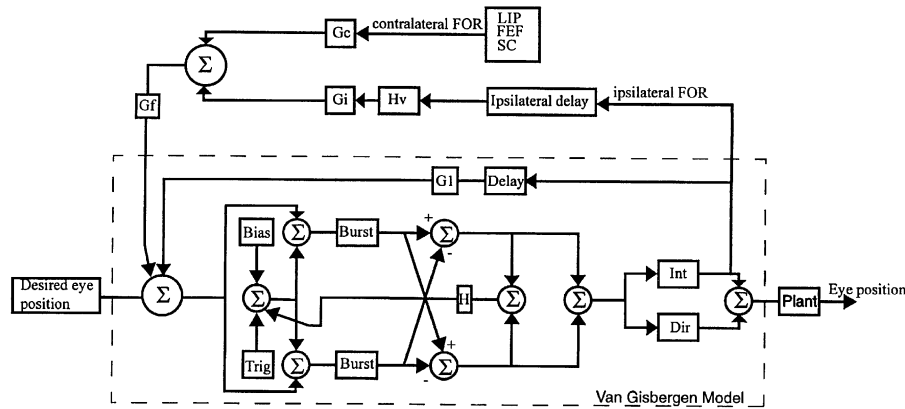 LIP
FEF
SC
contralateral FOR
Gc
Σ
Gf
Gi
Hv
Ipsilateral delay
ipsilateral FOR
G1
Delay
Bias
Σ
Burst
+
Σ
-
Desired eye
position
Σ
Σ
H
Σ
Σ
Int
Dir
Σ
Plant
Eye position
Trig
Σ
Burst
+
Σ
-
Van Gisbergen Model